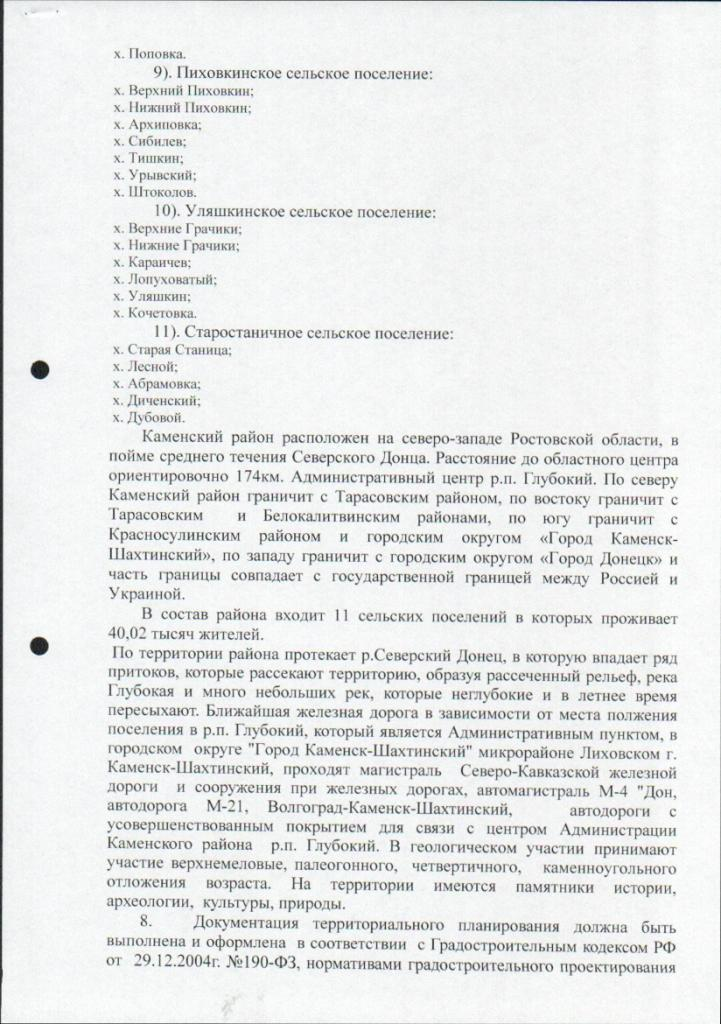 х. Поповка.
9). Пиховкинское сельское поселение:
х. Верхний Пиховкин;
х. Нижний Пиховкин;
х. Архиповка;
х. Сибилев;
х. Тишкин;
х. Урывский;
х. Штоколов.
10). Уляшкинское сельское поселение:
х. Верхние Грачики;
х. Нижние Грачики;
х. Караичев;
х. Лопуховатый;
х. Уляшкин;
х. Кочетовка.
11). Старостаничное сельское поселение:
х. Старая Станица;
х. Лесной;
х. Абрамовка;
х. Диченский;
х. Дубовой.
Каменский район расположен на северо-западе Ростовской области, в
пойме среднего течения Северского Донца. Расстояние до областного центра
ориентировочно 174км. Административный центр р.п. Глубокий. По северу
Каменский район граничит с Тарасовским районом, по востоку граничит с
Тарасовским и Белокалитвинским районами, по югу граничит с
Красносулинским районом и городским округом «Город Каменск-
Шахтинский», по западу граничит с городским округом «Город Донецк» и
часть границы совпадает с государственной границей между Россией и
Украиной.
В состав района входит 11 сельских поселений в которых проживает
40,02 тысяч жителей.
По территории района протекает р.Северский Донец, в которую впадает ряд
притоков, которые рассекают территорию, образуя рассеченный рельеф, река
Глубокая и много небольших рек, которые неглубокие и в летнее время
пересыхают. Ближайшая железная дорога в зависимости от места полжения
поселения в р.п. Глубокий, который является Административным пунктом, в
городском округе "Город Каменск-Шахтинский" микрорайоне Лиховском г.
Каменск-Шахтинский, проходят магистраль Северо-Кавказской железной
дороги и сооружения при железных дорогах, автомагистраль М-4 "Дон,
автодорога М-21, Волгоград-Каменск-Шахтинский, автодороги с
усовершенствованным покрытием для связи с центром Администрации
Каменского района р.п. Глубокий. В геологическом участии принимают
участие верхнемеловые, палеогонного, четвертичного, каменноугольного
отложения возраста. На территории имеются памятники истории,
археологии, культуры, природы.
8. Документация территориального планирования должна быть
выполнена и оформлена в соответствии с Градостроительным кодексом РФ
от 29.12.2004г. №190-ФЗ, нормативами градостроительного проектирования